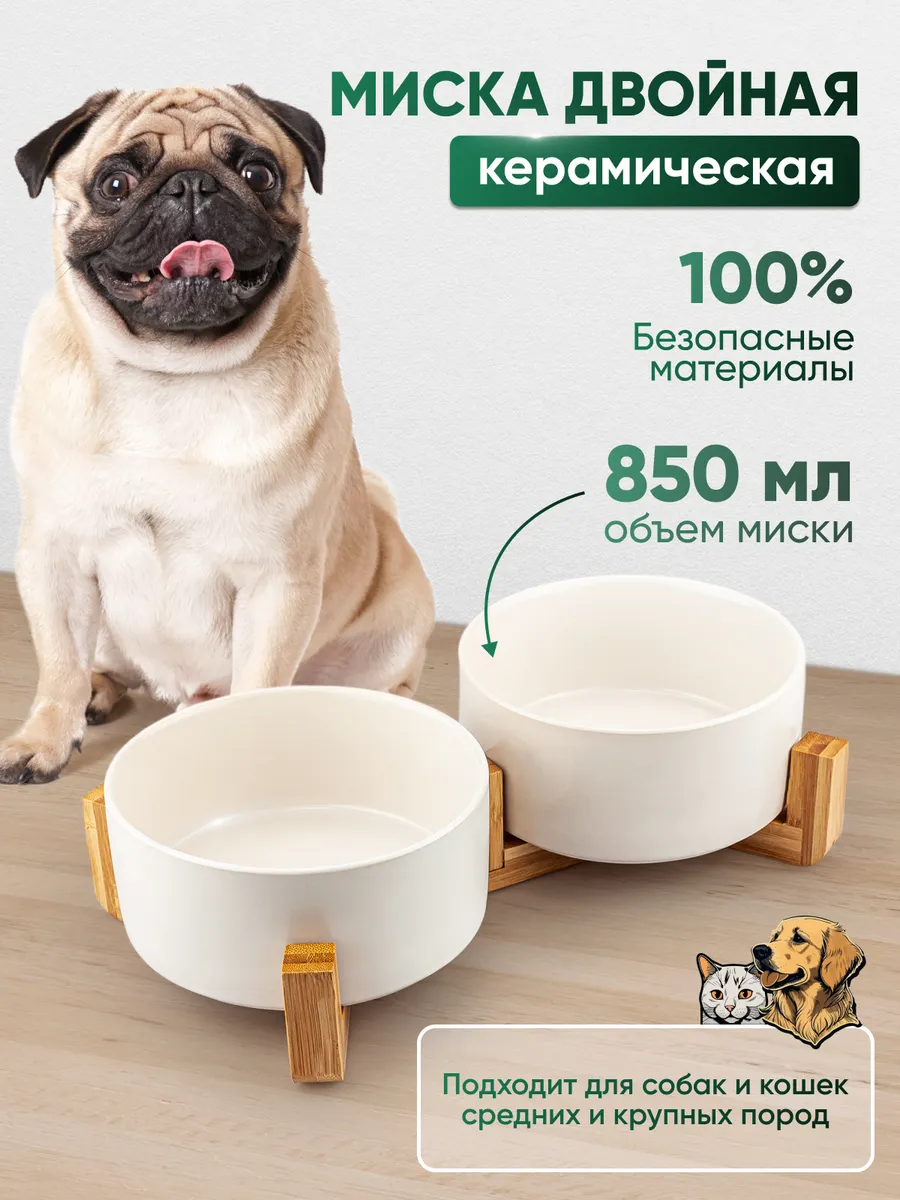 МИСКА ДВОЙНАЯ
керамическая
100%
Безопасные
материалы
850 мл
объем миски
Подходит для собак и кошек
средних и крупных пород